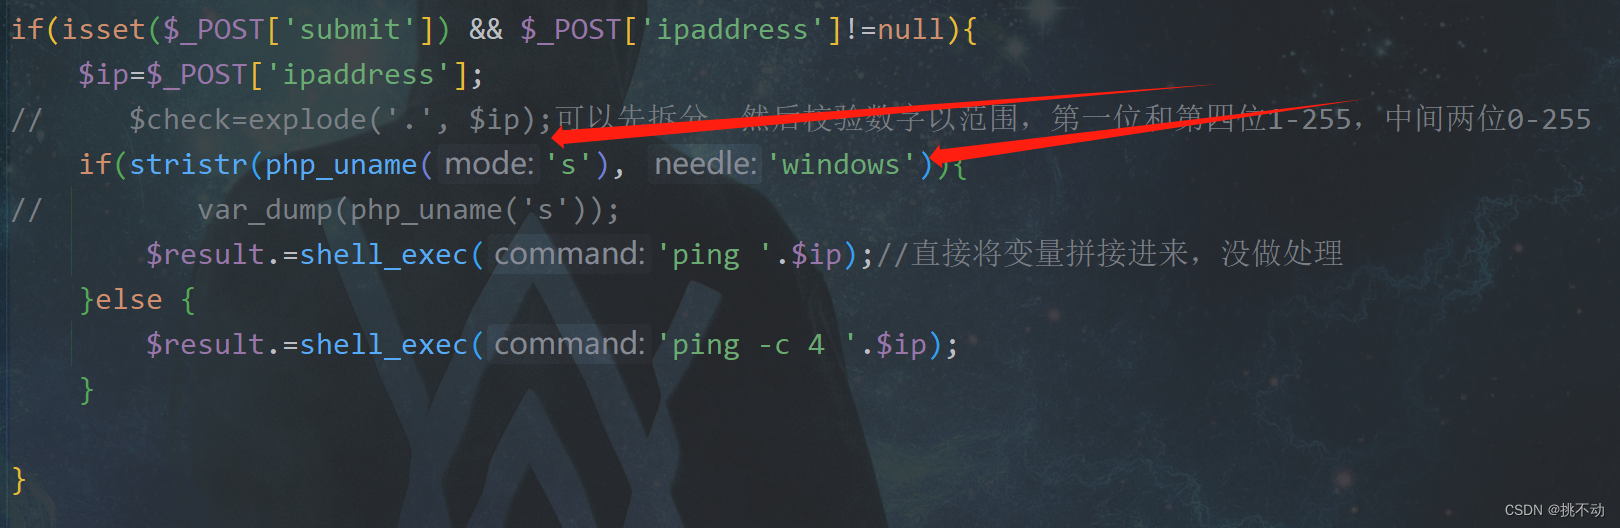 if(isset($_POST['submit']) && $_POST['ipaddress']!=null){
$ip=$_POST['ipaddress'];
// $check=explode('.', $ip);可以先拆分，然后校验数字以范围，第一位和第四位1-255，中间两位0-255
if(stristr(php_uname( mode: 's'), needle: 'windows')){
// var_dump(php_uname('s'));
$result.=shell_exec( command: 'ping '.$ip);//直接将变量拼接进来，没做处理
}else {
$result.=shell_exec( command: 'ping -c 4 '.$ip);
}
}
CSDN @挑不动